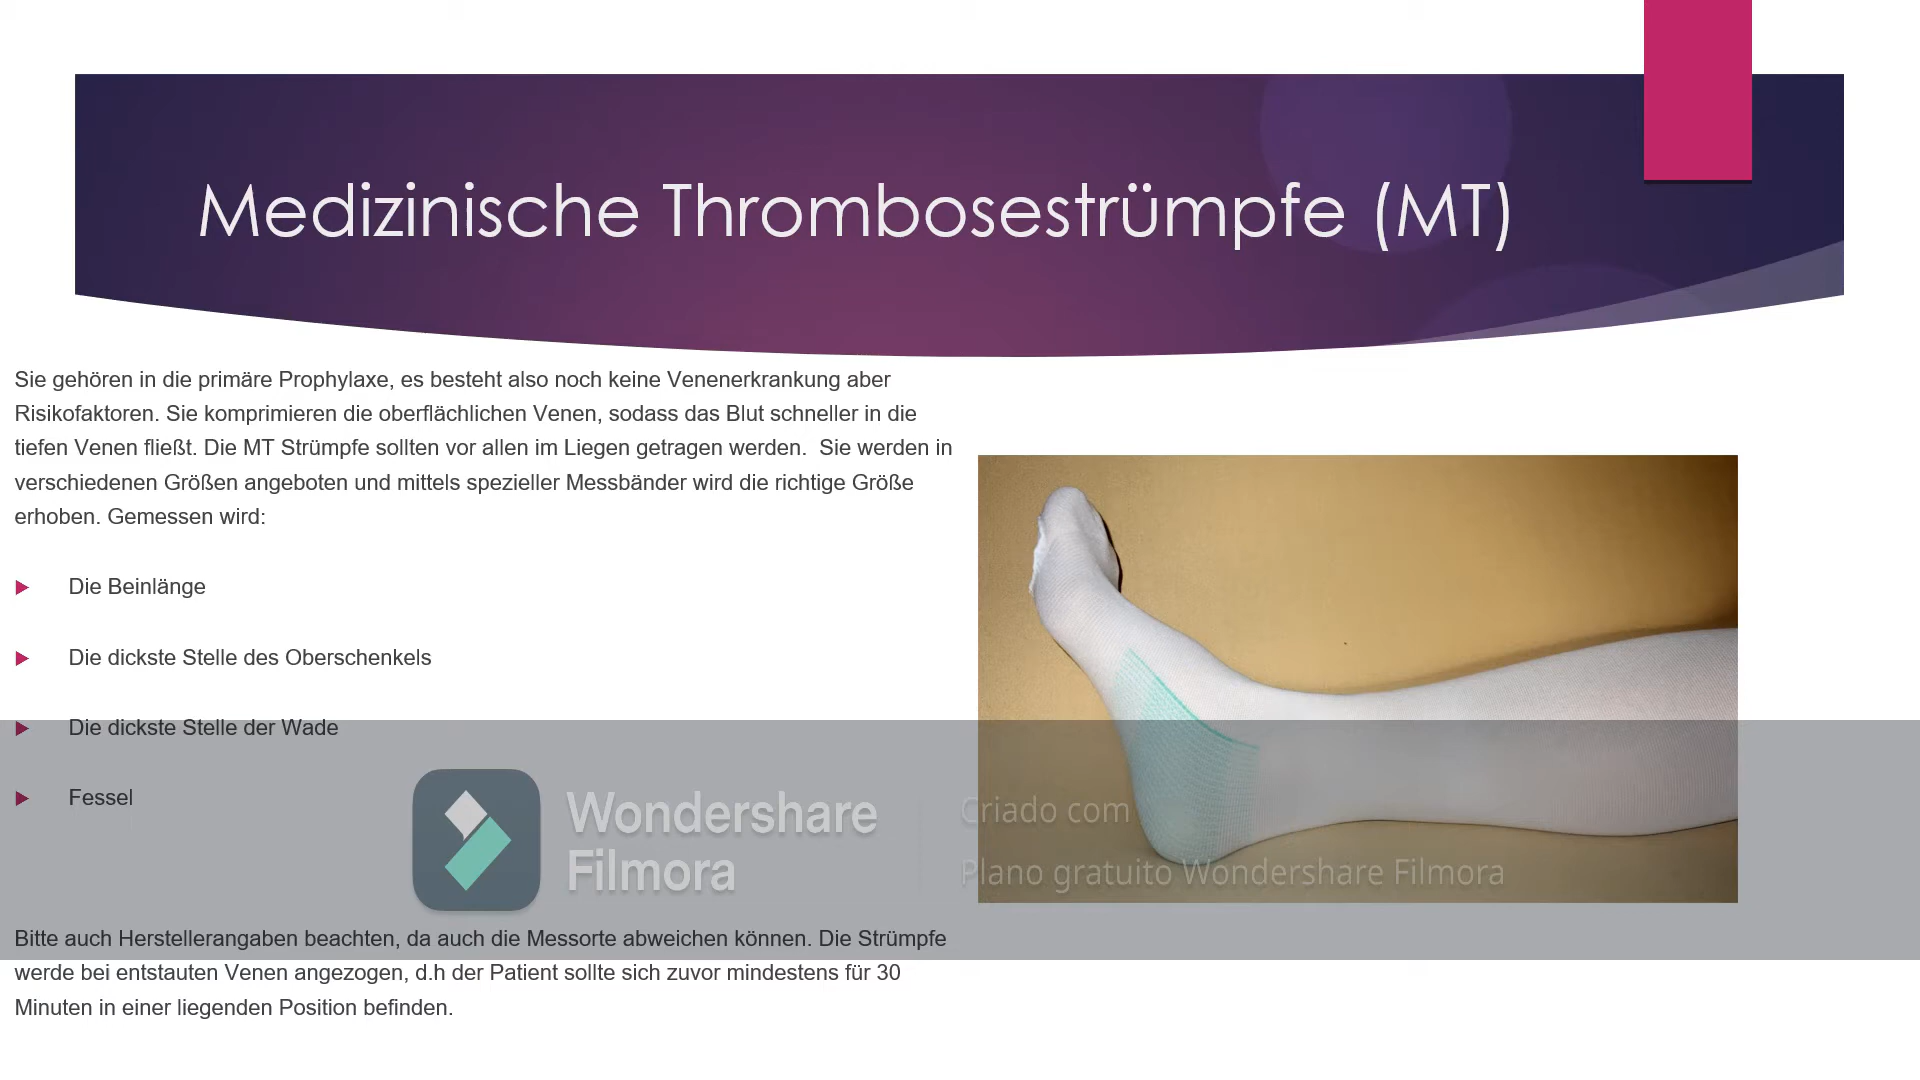 Medizinische Thrombosestrümpfe (MT)
Sie gehören in die primäre Prophylaxe, es besteht also noch keine Venenerkrankung aber
Risikofaktoren. Sie komprimieren die oberflächlichen Venen, sodass das Blut schneller in die
tiefen Venen fließt. Die MT Strümpfe sollten vor allen im Liegen getragen werden.  Sie werden in
verschiedenen Größen angeboten und mittels spezieller Messbänder wird die richtige Größe
erhoben. Gemessen wird:
Die Beinlänge
Die dickste Stelle des Oberschenkels
Die dickste Stelle der Wade
Fessel
Wondershare
Filmora
Criado com
Plano gratuito Wondershare Filmora
Bitte auch Herstellerangaben beachten, da auch die Messorte abweichen können. Die Strümpfe
werde bei entstauten Venen angezogen, d.h der Patient sollte sich zuvor mindestens für 30
Minuten in einer liegenden Position befinden.